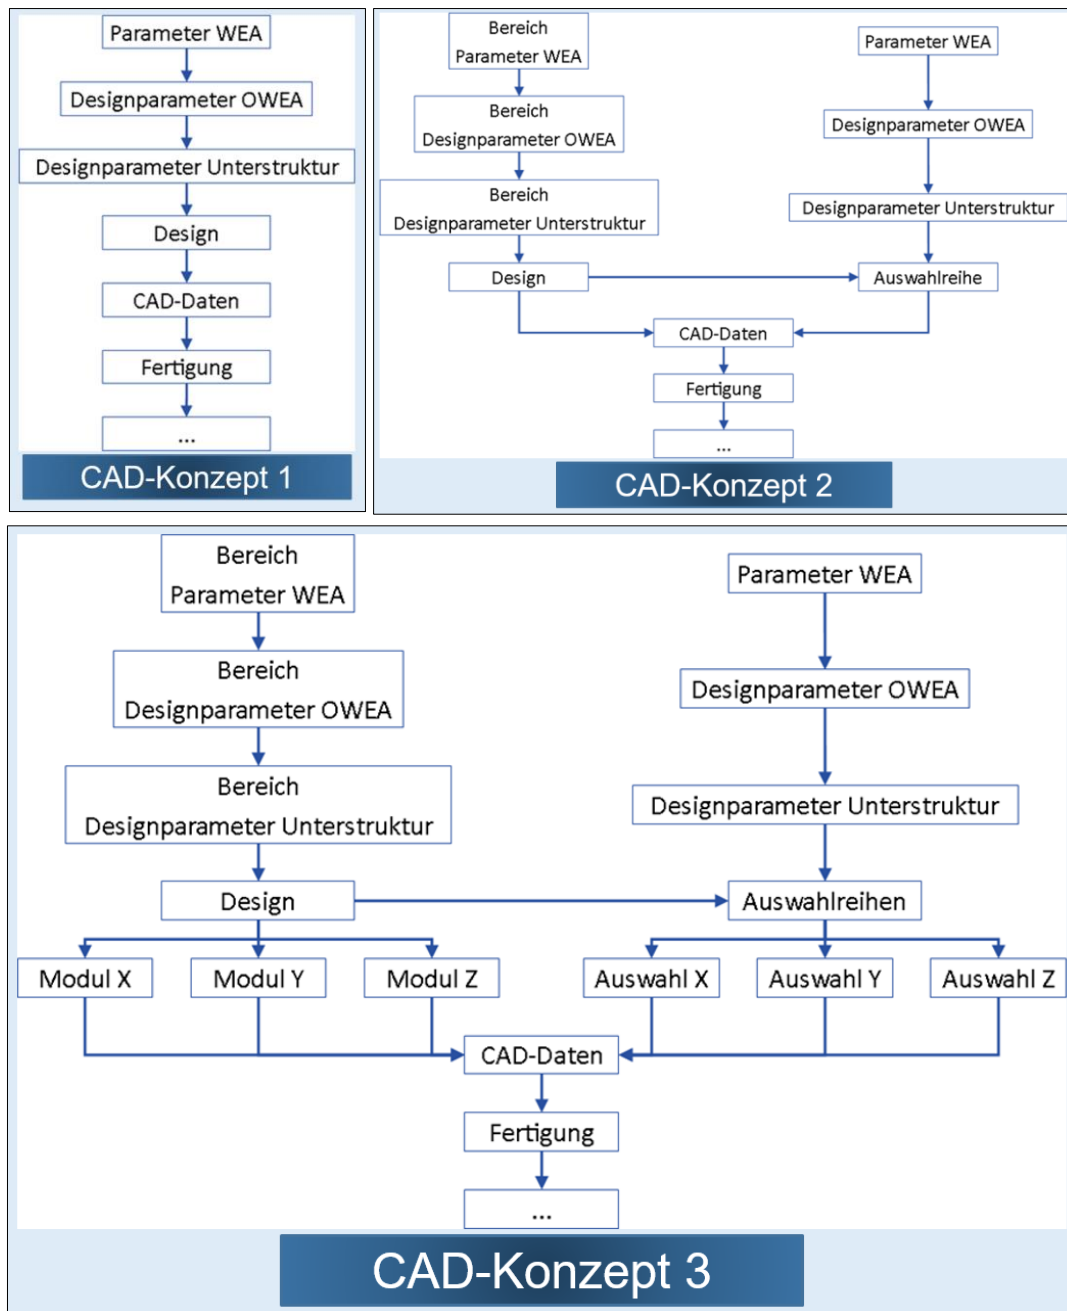 Parameter WEA
Designparameter OWEA
Designparameter Unterstruktur
Design
CAD-Daten
Fertigung
...
CAD-Konzept 1
Bereich
Parameter WEA
Bereich
Designparameter OWEA
Bereich
Designparameter Unterstruktur
Design
Parameter WEA
Designparameter OWEA
Designparameter Unterstruktur
Auswahlreihe
CAD-Daten
Fertigung
...
CAD-Konzept 2
Bereich
Parameter WEA
Bereich
Designparameter OWEA
Bereich
Designparameter Unterstruktur
Design
Modul X
Modul Y
Modul Z
Parameter WEA
Designparameter OWEA
Designparameter Unterstruktur
Auswahlreihen
Auswahl X
Auswahl Y
Auswahl Z
CAD-Daten
Fertigung
...
CAD-Konzept 3